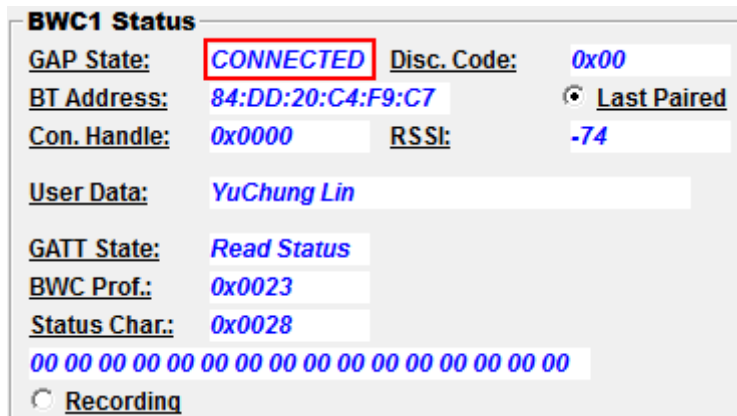 BWC1 Status
GAP State: CONNECTED Disc. Code: 0x00
BT Address: 84:DD:20:C4:F9:C7 Last Paired
Con. Handle: 0x0000 RSSI: -74
User Data: YuChung Lin
GATT State: Read Status
BWC Prof.: 0x0023
Status Char.: 0x0028
00 00 00 00 00 00 00 00 00 00 00 00 00 00 00 00
Recording